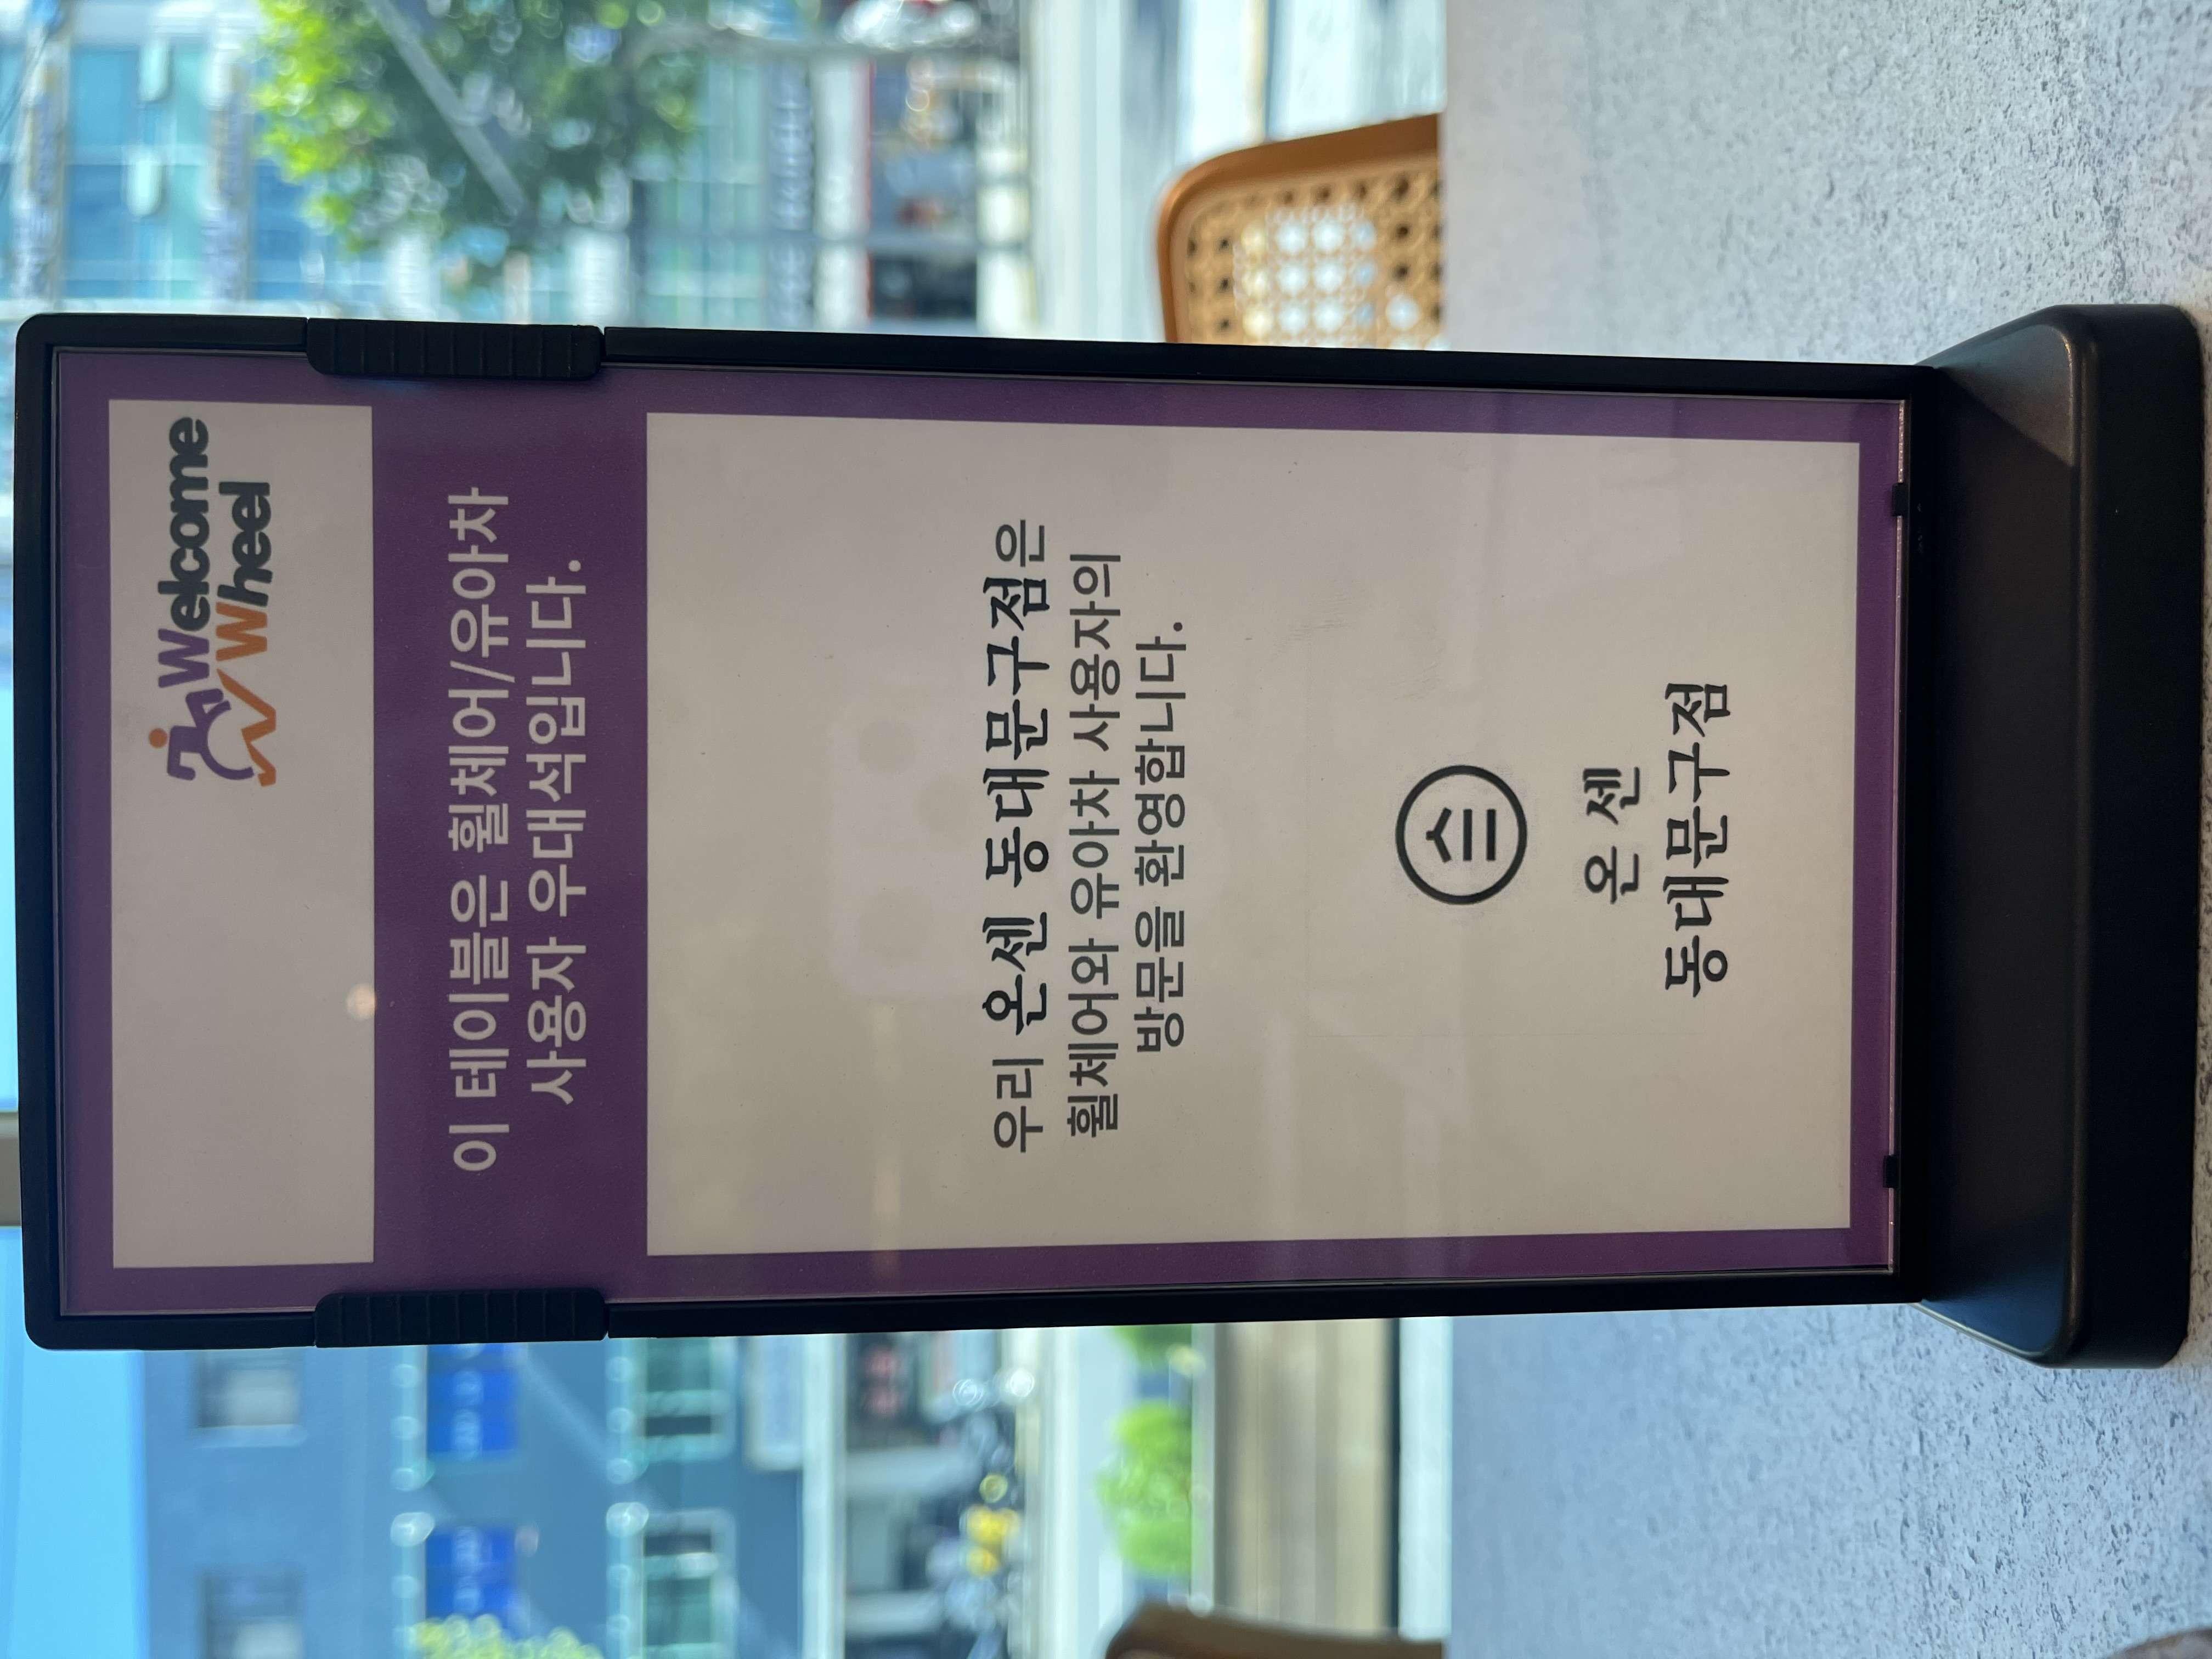 Welcome
Wheel
이 테이블은 휠체어/유아차
사용자 우대석입니다.
우리 온센 동대문구점은
휠체어와 유아차 사용자의
방문을 환영합니다.
온 센
동대문구점